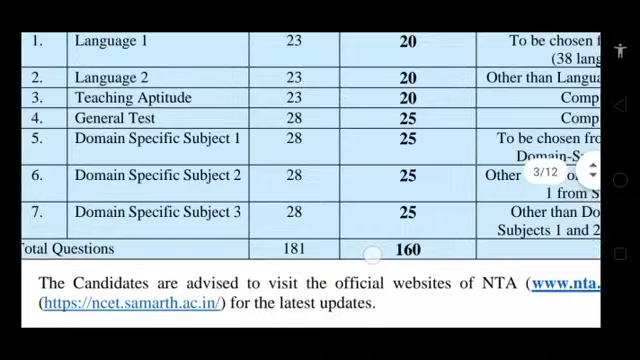 1. Language 1 23 20 To be chosen f
(38 lang
2. Language 2 23 20 Other than Langua
3. Teaching Aptitude 23 20 Comp
4. General Test 28 25 Comp
5. Domain Specific Subject 1 28 25 To be chosen fro
Domain-S
6. Domain Specific Subject 2 28 25 Other
1 from S
3/12
7. Domain Specific Subject 3 28 25 Other than Do
Subjects 1 and 2
Total Questions 181 160
The Candidates are advised to visit the official websites of NTA (www.nta.
(https://ncet.samarth.ac.in/) for the latest updates.